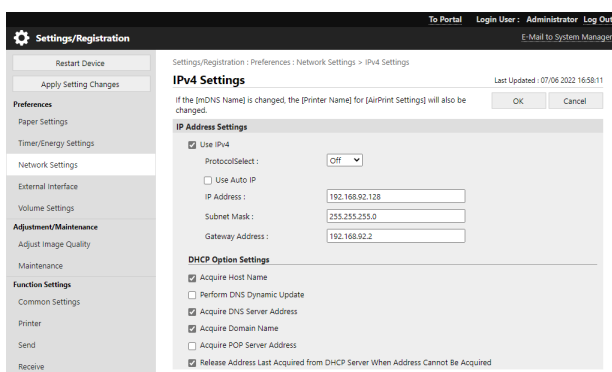 To Portal Login User : Administrator Log Out
Settings/Registration
E-Mail to System Manager
Restart Device
Apply Setting Changes
Preferences
Paper Settings
Timer/Energy Settings
Network Settings
External Interface
Volume Settings
Adjustment/Maintenance
Adjust Image Quality
Maintenance
Function Settings
Common Settings
Printer
Send
Receive
Settings/Registration : Preferences : Network Settings > IPv4 Settings
IPv4 Settings
Last Updated : 07/06 2022 16:58:11
If the [mDNS Name] is changed, the [Printer Name] for [AirPrint Settings] will also be
changed.
OK Cancel
IP Address Settings
Use IPv4
ProtocolSelect : Off
Use Auto IP
IP Address : 192.168.92.128
Subnet Mask : 255.255.255.0
Gateway Address : 192.168.92.2
DHCP Option Settings
Acquire Host Name
Perform DNS Dynamic Update
Acquire DNS Server Address
Acquire Domain Name
Acquire POP Server Address
Release Address Last Acquired from DHCP Server When Address Cannot Be Acquired